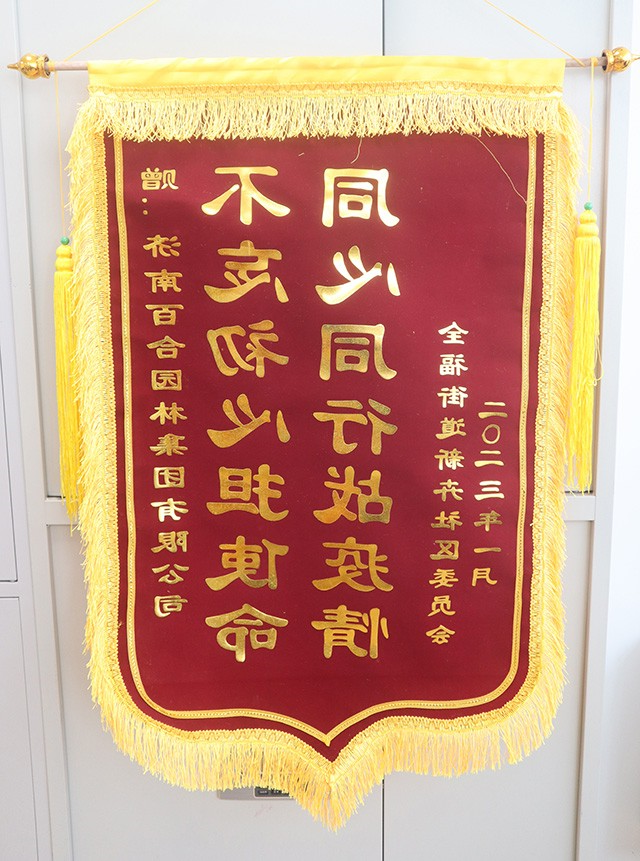 赠：济南百合园林集团有限公司
不忘初心担使命
同心同行战疫情
全福街道新卉社区委员会
二〇二三年一月